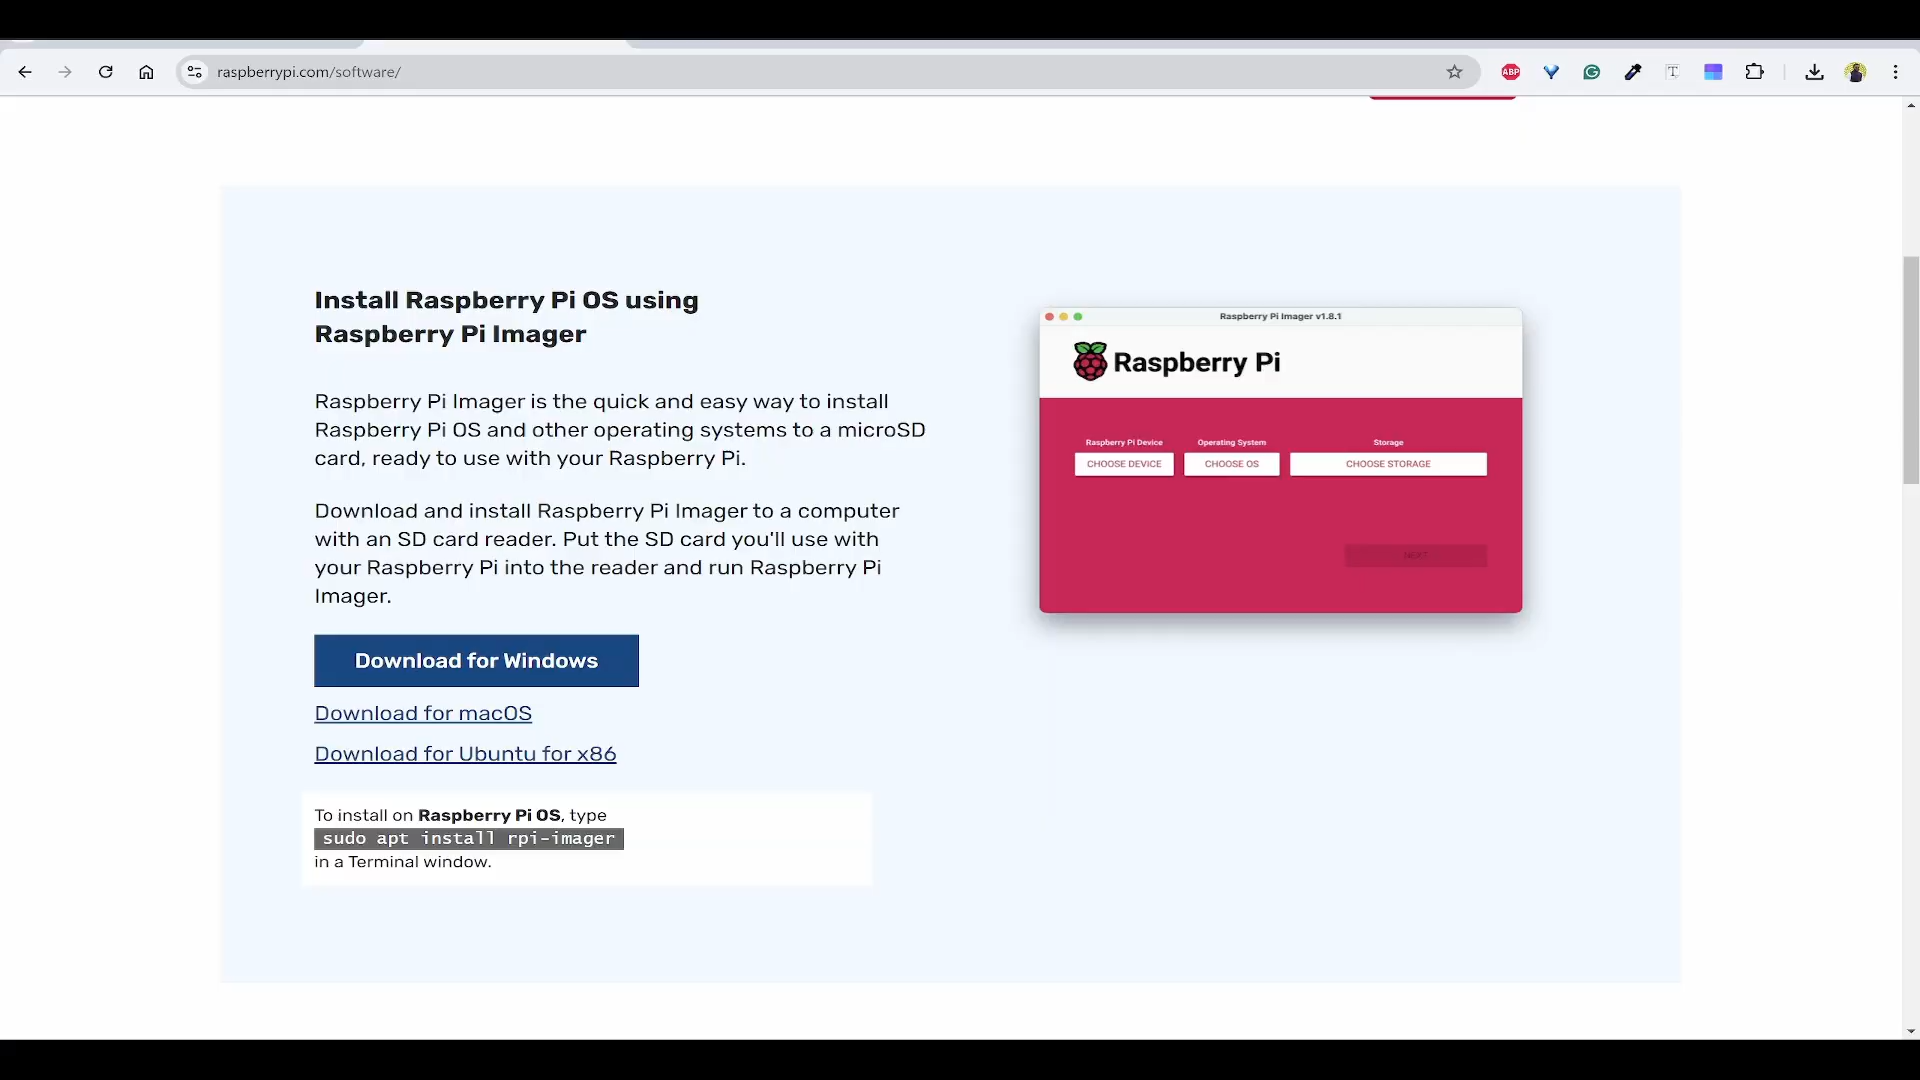 raspberrypi.com/software/
ABP
T
Install Raspberry Pi OS using
Raspberry Pi Imager
Raspberry Pi Imager is the quick and easy way to install
Raspberry Pi OS and other operating systems to a microSD
card, ready to use with your Raspberry Pi.
Download and install Raspberry Pi Imager to a computer
with an SD card reader. Put the SD card you'll use with
your Raspberry Pi into the reader and run Raspberry Pi
Imager.
Download for Windows
Download for macOS
Download for Ubuntu for x86
To install on Raspberry Pi OS, type
sudo apt install rpi-imager
in a Terminal window.
Raspberry Pi Imager v1.8.1
Raspberry Pi
Raspberry Pi Device Operating System Storage
CHOOSE DEVICE CHOOSE OS CHOOSE STORAGE
NEXT